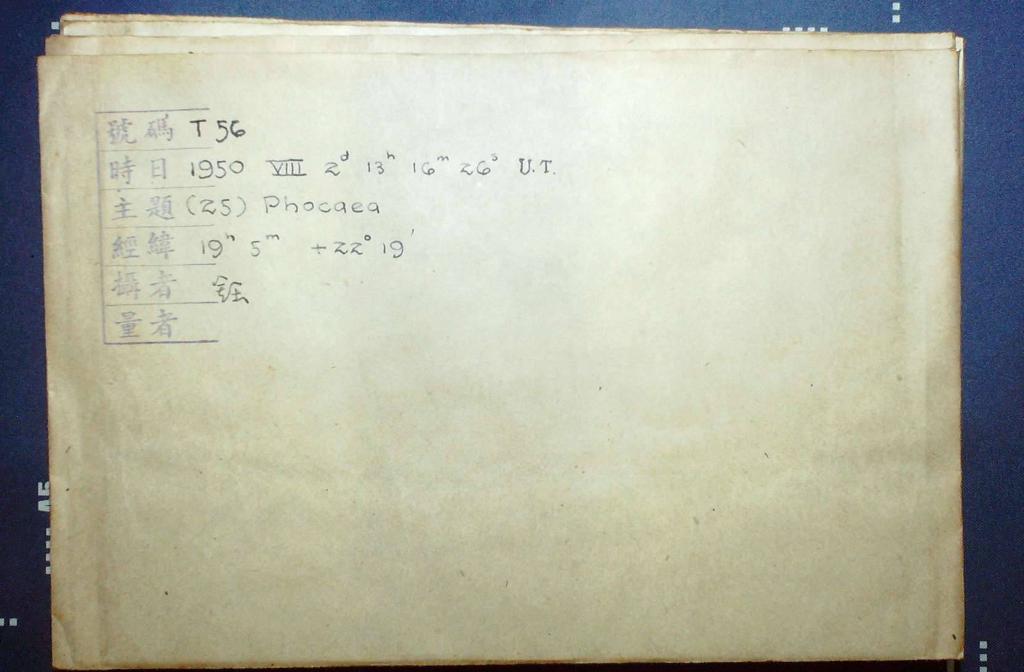 號碼 T 56
時日 1950 VIII 2ᵈ 13ʰ 16ᵐ 26ˢ U.T.
主題 (25) Phocaea
經緯 19ʰ 5ᵐ +22° 19′
攝者 鈺
量者